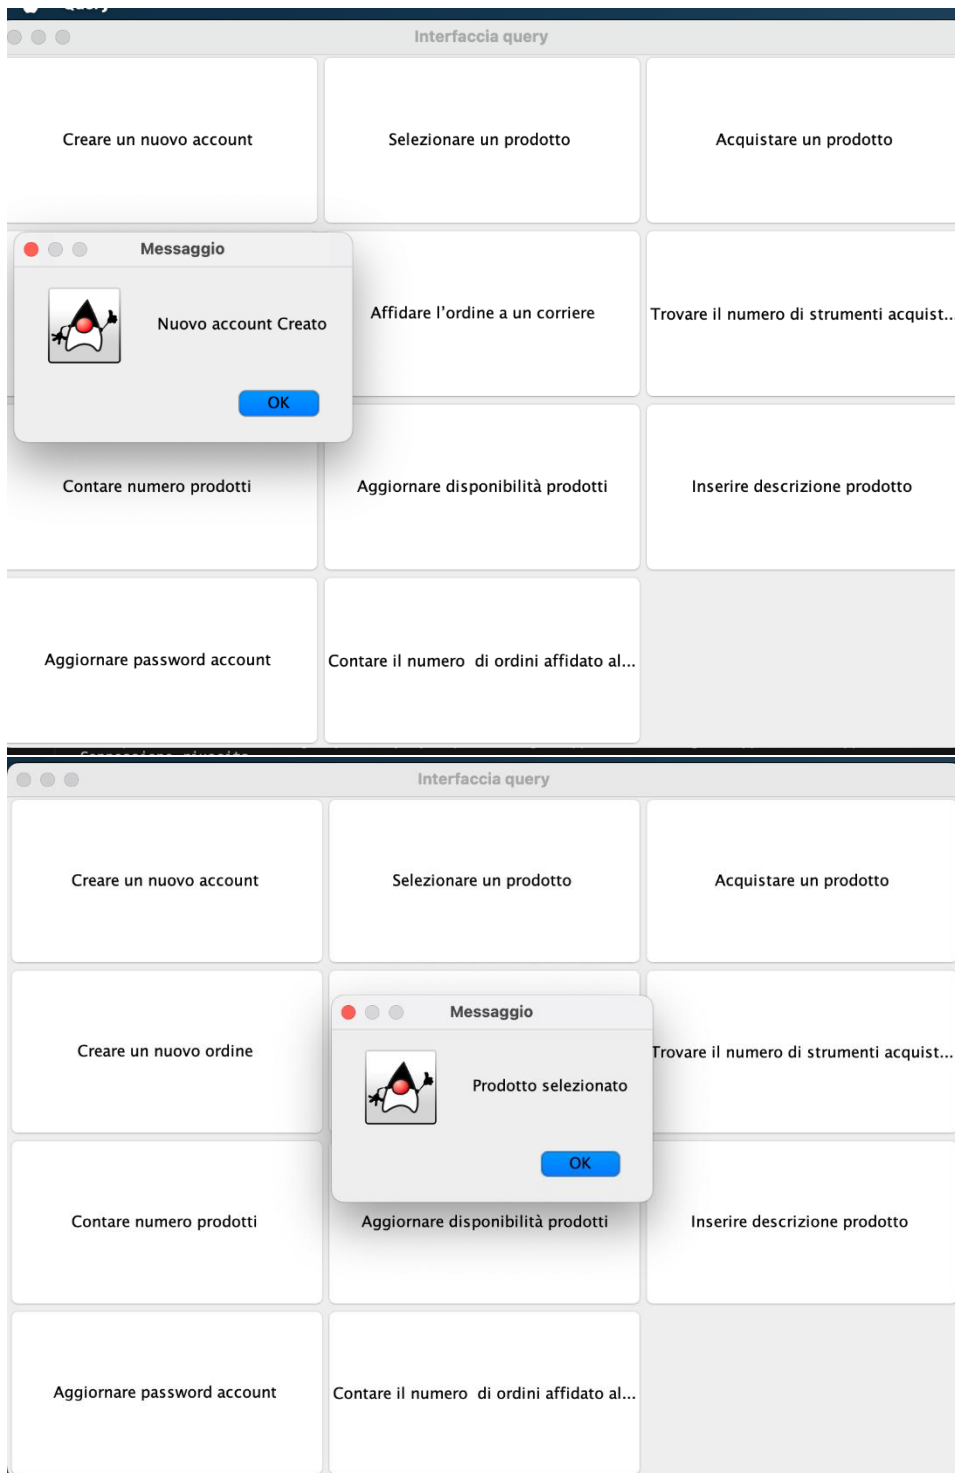 Query
Interfaccia query
Creare un nuovo account
Selezionare un prodotto
Acquistare un prodotto
Messaggio
Nuovo account Creato
OK
Affidare l'ordine a un corriere
Trovare il numero di strumenti acquist...
Contare numero prodotti
Aggiornare disponibilità prodotti
Inserire descrizione prodotto
Aggiornare password account
Contare il numero di ordini affidato al...
Interfaccia query
Creare un nuovo account
Selezionare un prodotto
Acquistare un prodotto
Creare un nuovo ordine
Messaggio
Prodotto selezionato
OK
Trovare il numero di strumenti acquist...
Contare numero prodotti
Aggiornare disponibilità prodotti
Inserire descrizione prodotto
Aggiornare password account
Contare il numero di ordini affidato al...